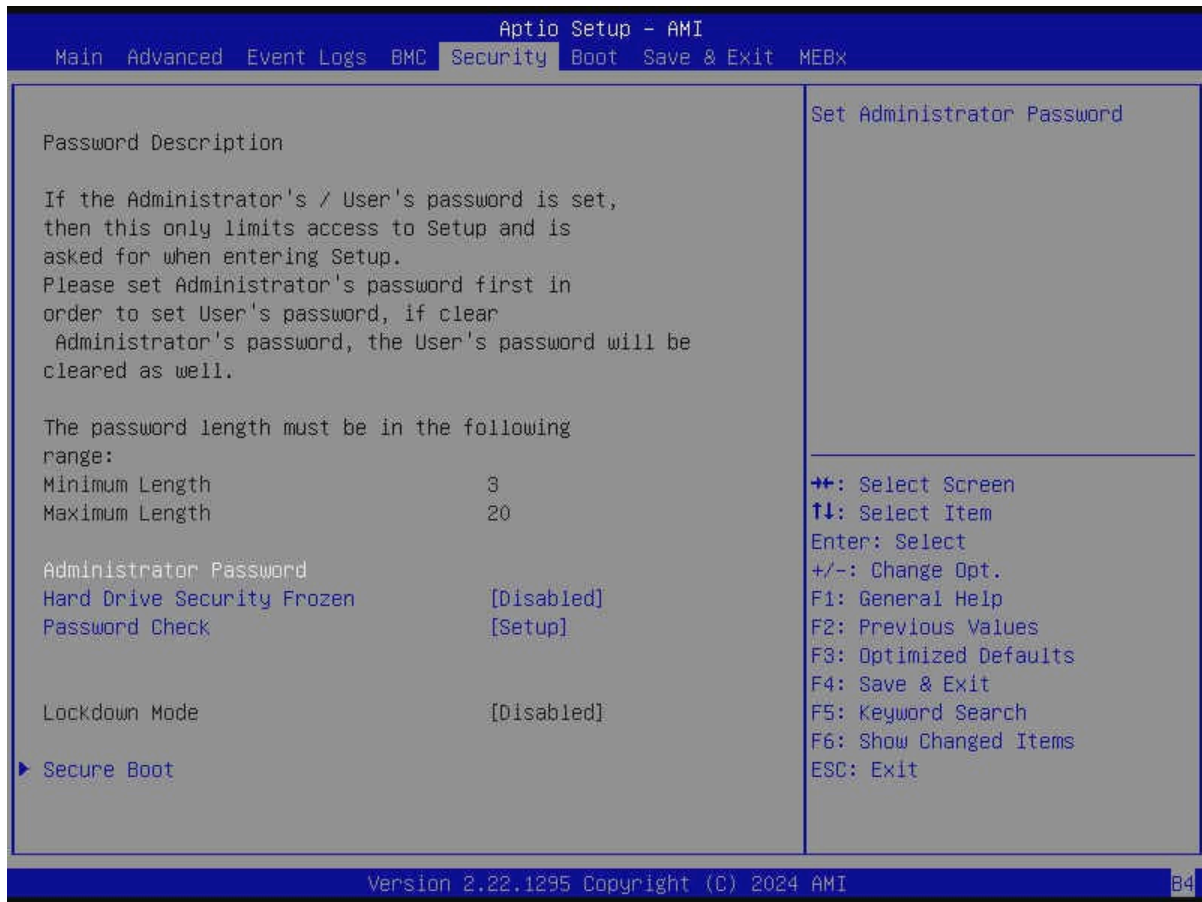 Aptio Setup - AMI
Main Advanced Event Logs BMC Security Boot Save & Exit MEBx
Password Description
If the Administrator's / User's password is set,
then this only limits access to Setup and is
asked for when entering Setup.
Please set Administrator's password first in
order to set User's password, if clear
Administrator's password, the User's password will be
cleared as well.
The password length must be in the following
range:
Minimum Length 3
Maximum Length 20
Administrator Password
Hard Drive Security Frozen [Disabled]
Password Check [Setup]
Lockdown Mode [Disabled]
Secure Boot
Set Administrator Password
→←: Select Screen
↑↓: Select Item
Enter: Select
+/-: Change Opt.
F1: General Help
F2: Previous Values
F3: Optimized Defaults
F4: Save & Exit
F5: Keyword Search
F6: Show Changed Items
ESC: Exit
Version 2.22.1295 Copyright (C) 2024 AMI
B4